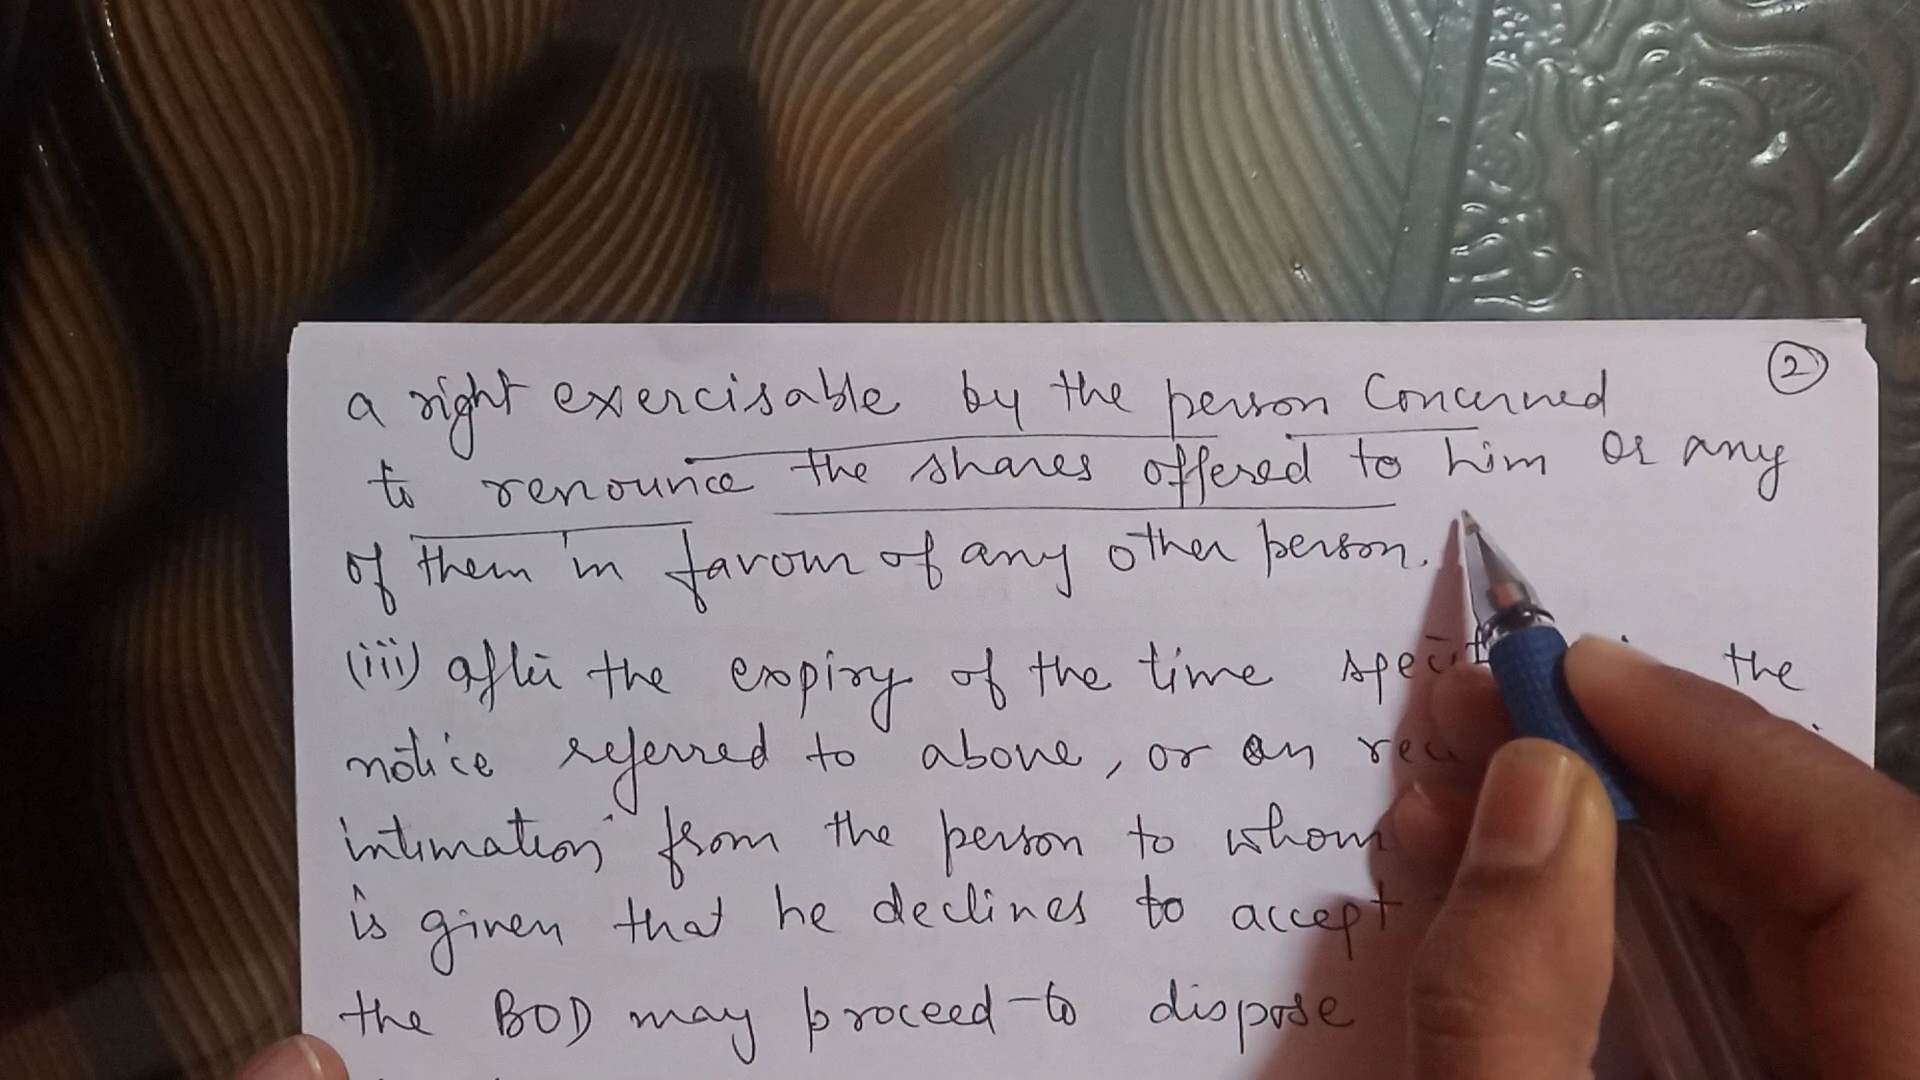 ②
a right exercisable by the person Concerned
to renounce the shares offered to him or any
of them in favour of any other person.
(iii) after the expiry of the time the
notice referred to above, or on
intimation from the person to whom
is given that he declines to accept
the BOD may proceed to dispose